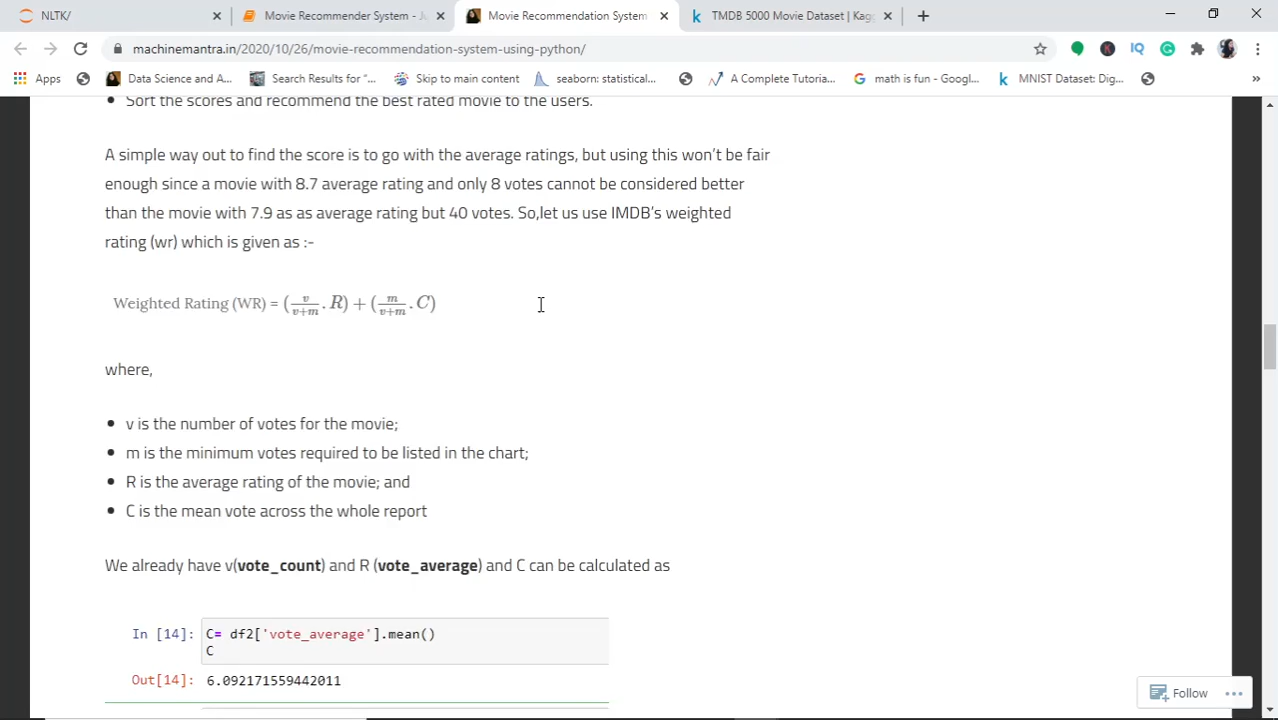 NLTK/
Movie Recommender System - Ju
Movie Recommendation System
TMDB 5000 Movie Dataset | Kagg
machinemantra.in/2020/10/26/movie-recommendation-system-using-python/
Apps
Data Science and A...
Search Results for "...
Skip to main content
seaborn: statistical...
A Complete Tutoria...
math is fun - Googl...
MNIST Dataset: Dig...
Sort the scores and recommend the best rated movie to the users.
A simple way out to find the score is to go with the average ratings, but using this won't be fair
enough since a movie with 8.7 average rating and only 8 votes cannot be considered better
than the movie with 7.9 as as average rating but 40 votes. So,let us use IMDB's weighted
rating (wr) which is given as :-
Weighted Rating (WR) = (v/v+m . R) + (m/v+m . C)
where,
v is the number of votes for the movie;
m is the minimum votes required to be listed in the chart;
R is the average rating of the movie; and
C is the mean vote across the whole report
We already have v(vote_count) and R (vote_average) and C can be calculated as
In [14]: C= df2['vote_average'].mean()
C
Out[14]: 6.092171559442011
Follow